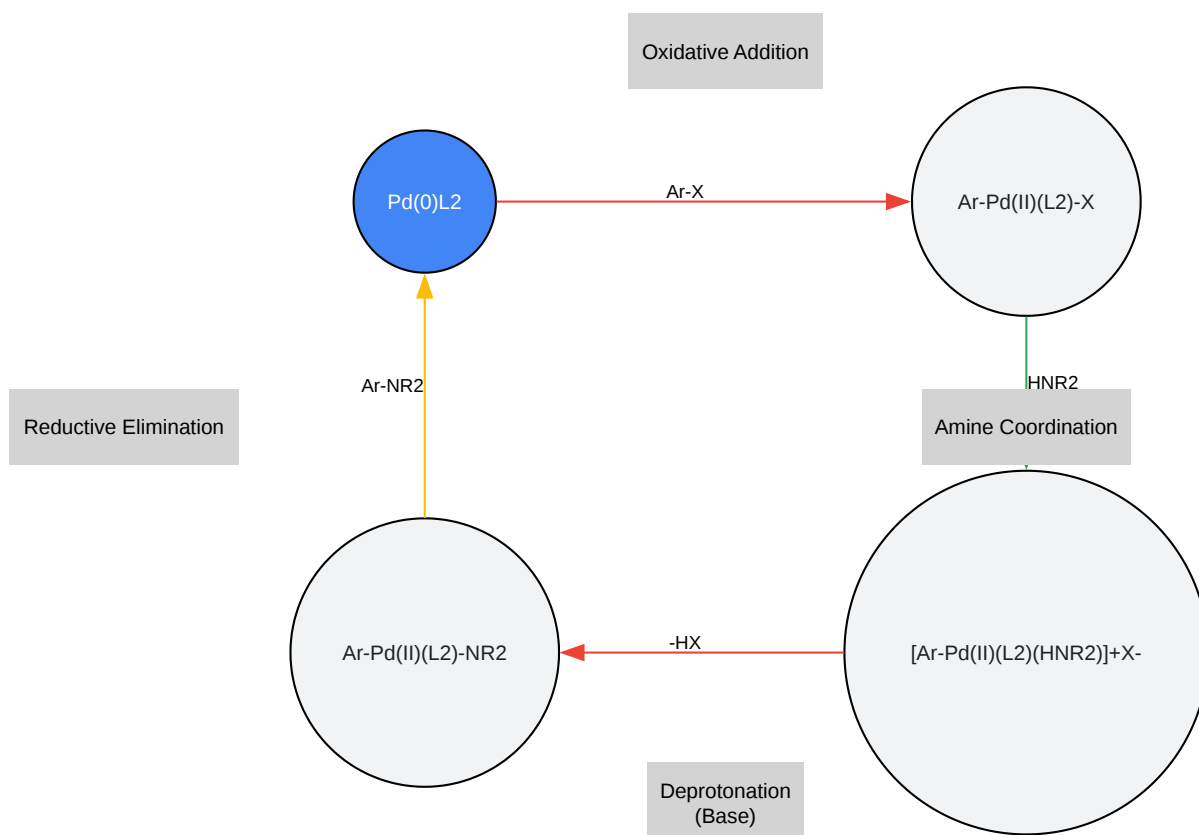 Oxidative Addition
Pd(0)L2
Ar-X
Ar-Pd(II)(L2)-X
Ar-NR2
HNR2
Reductive Elimination
Amine Coordination
Ar-Pd(II)(L2)-NR2
-HX
[Ar-Pd(II)(L2)(HNR2)]+X-
Deprotonation
(Base)